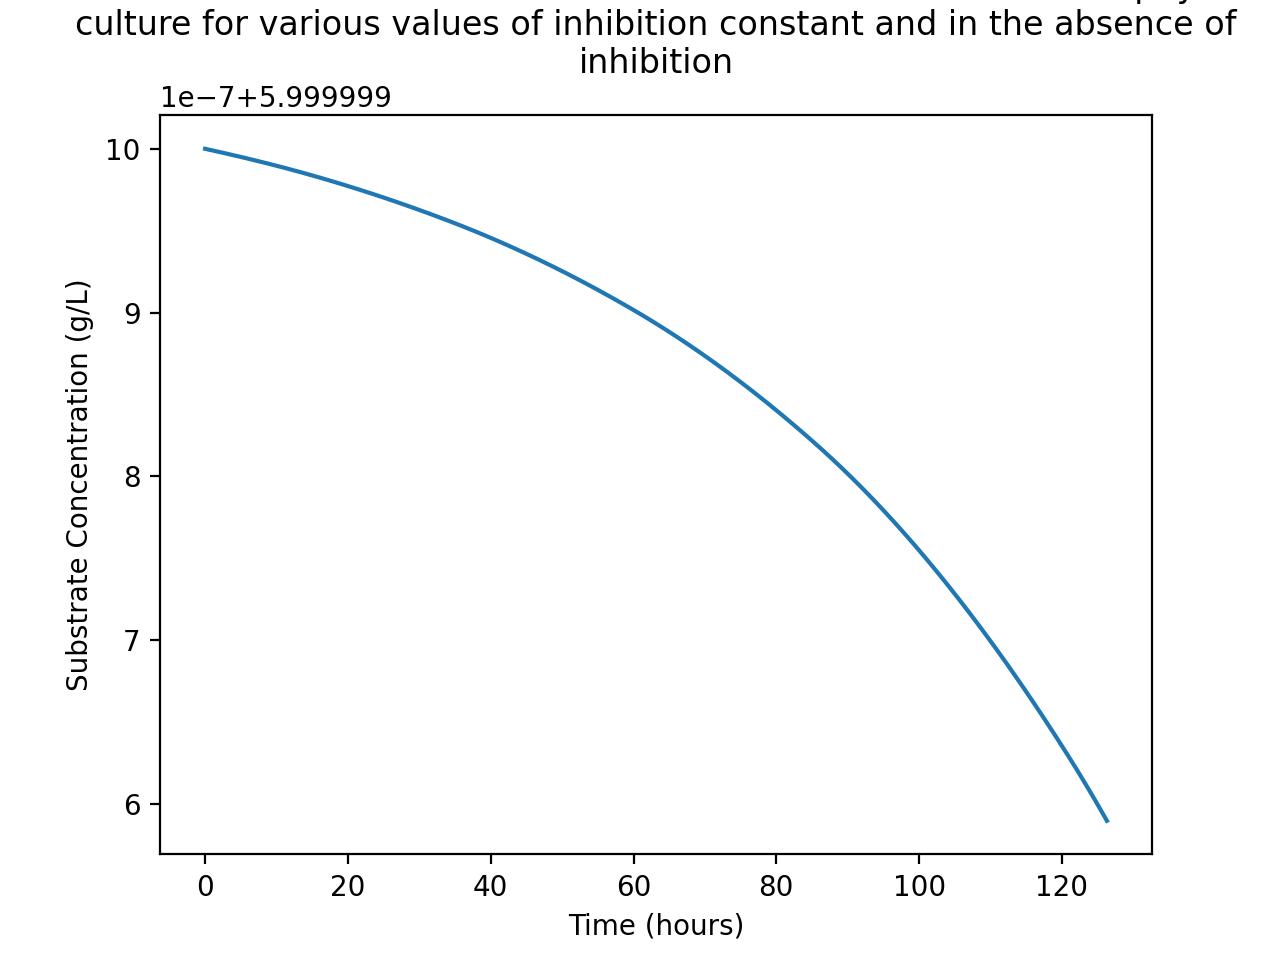 culture for various values of inhibition constant and in the absence of
inhibition
1e−7+5.999999
10
9
8
7
6
Substrate Concentration (g/L)
0 20 40 60 80 100 120
Time (hours)